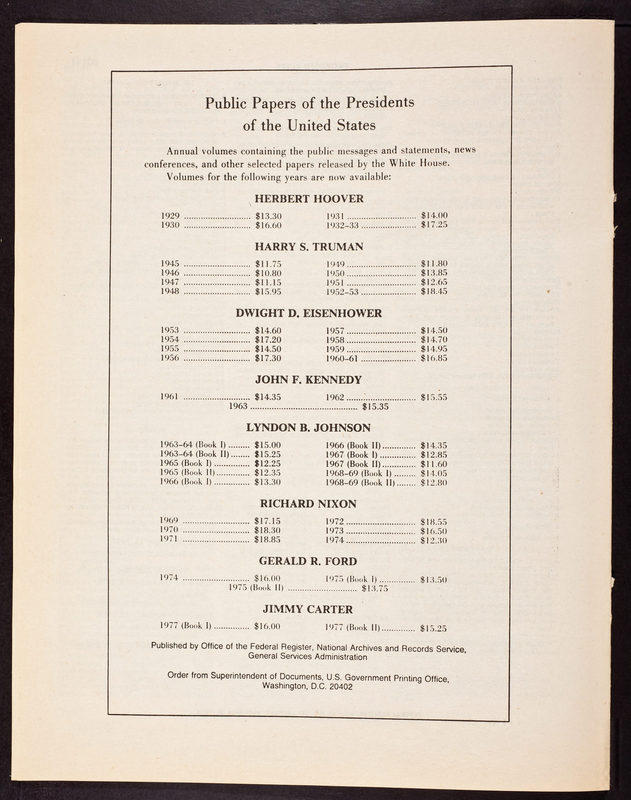 Public Papers of the Presidents
of the United States
Annual volumes containing the public messages and statements, news
conferences, and other selected papers released by the White House.
Volumes for the following years are now available:
HERBERT HOOVER
1929 ............................ $13.30 1931 ............................ $14.00
1930 ............................ $16.60 1932–33 ...................... $17.25
HARRY S. TRUMAN
1945 ............................ $11.75 1949 ............................ $11.80
1946 ............................ $10.80 1950 ............................ $13.85
1947 ............................ $11.15 1951 ............................ $12.65
1948 ............................ $15.95 1952–53 ...................... $18.45
DWIGHT D. EISENHOWER
1953 ............................ $14.60 1957 ............................ $14.50
1954 ............................ $17.20 1958 ............................ $14.70
1955 ............................ $14.50 1959 ............................ $14.95
1956 ............................ $17.30 1960–61 ...................... $16.85
JOHN F. KENNEDY
1961 ............................ $14.35 1962 ............................ $15.55
1963 ............................................ $15.35
LYNDON B. JOHNSON
1963–64 (Book I) ......... $15.00 1966 (Book II) .............. $14.35
1963–64 (Book II) ........ $15.25 1967 (Book I) ............... $12.85
1965 (Book I) ............... $12.25 1967 (Book II) .............. $11.60
1965 (Book II) .............. $12.35 1968–69 (Book I) ......... $14.05
1966 (Book I) ............... $13.30 1968–69 (Book II) ........ $12.80
RICHARD NIXON
1969 ............................ $17.15 1972 ............................ $18.55
1970 ............................ $18.30 1973 ............................ $16.50
1971 ............................ $18.85 1974 ............................ $12.30
GERALD R. FORD
1974 ............................ $16.00 1975 (Book I) ............... $13.50
1975 (Book II) ............................ $13.75
JIMMY CARTER
1977 (Book I) ............... $16.00 1977 (Book II) .............. $15.25
Published by Office of the Federal Register, National Archives and Records Service,
General Services Administration
Order from Superintendent of Documents, U.S. Government Printing Office,
Washington, D.C. 20402